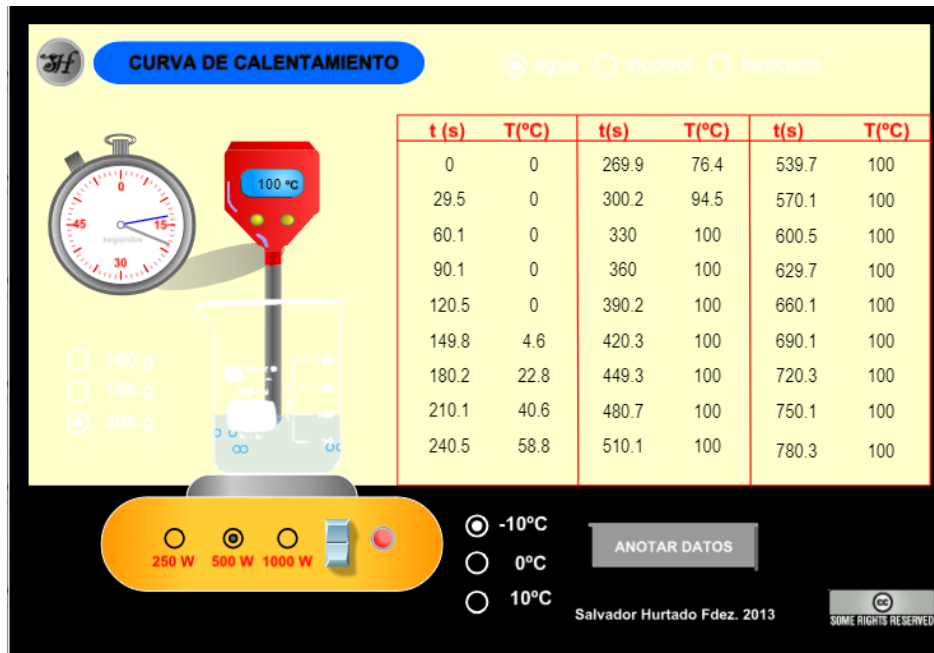 SH
CURVA DE CALENTAMIENTO
agua alcohol benceno
t (s) T(ºC) t(s) T(ºC) t(s) T(ºC)
0 0 269.9 76.4 539.7 100
29.5 0 300.2 94.5 570.1 100
60.1 0 330 100 600.5 100
90.1 0 360 100 629.7 100
120.5 0 390.2 100 660.1 100
149.8 4.6 420.3 100 690.1 100
180.2 22.8 449.3 100 720.3 100
210.1 40.6 480.7 100 750.1 100
240.5 58.8 510.1 100 780.3 100
0
45 15
segundos
30
100 ºC
100 g
150 g
200 g
250 W 500 W 1000 W
-10ºC
0ºC
10ºC
ANOTAR DATOS
Salvador Hurtado Fdez. 2013
cc
SOME RIGHTS RESERVED